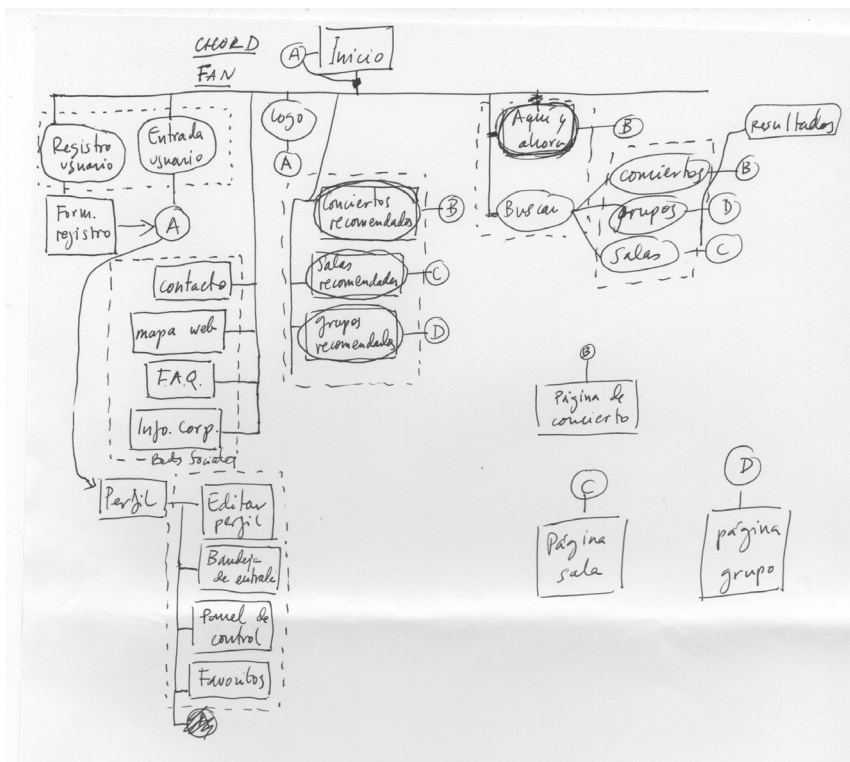 CHORD
FAN
A
Inicio
Registro
usuario
Entrada
usuario
logo
A
Aquí y
ahora
B
Resultados
Form.
registro
A
Conciertos
recomendados
B
Buscar
conciertos
B
grupos
D
Salas
C
Salas
recomendadas
C
grupos
recomendados
D
contacto
mapa web
F.A.Q.
Info. Corp.
Redes Sociales
B
Página de
concierto
C
Página
sala
D
página
grupo
Perfil
Editar
perfil
Bandeja
de entrada
Panel de
control
Favoritos